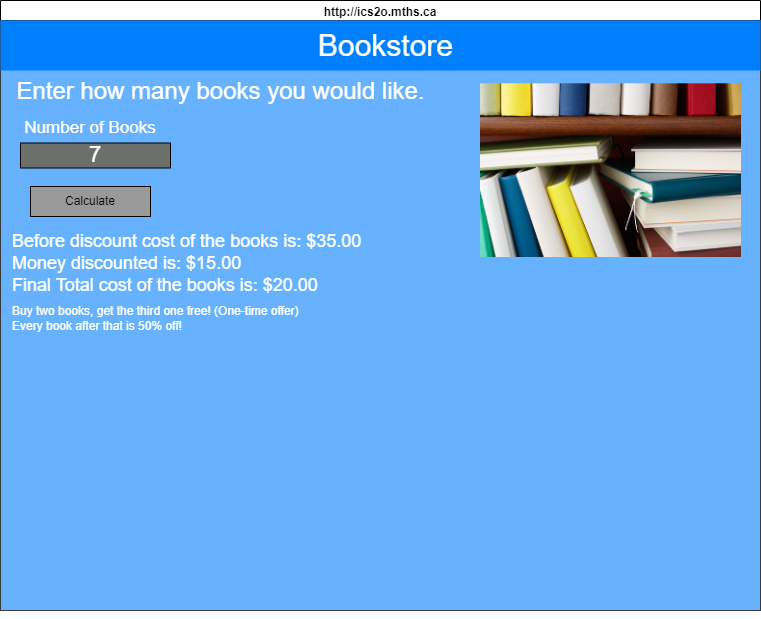 http://ics2o.mths.ca
Bookstore
Enter how many books you would like.
Number of Books
7
Calculate
Before discount cost of the books is: $35.00
Money discounted is: $15.00
Final Total cost of the books is: $20.00
Buy two books, get the third one free! (One-time offer)
Every book after that is 50% off!